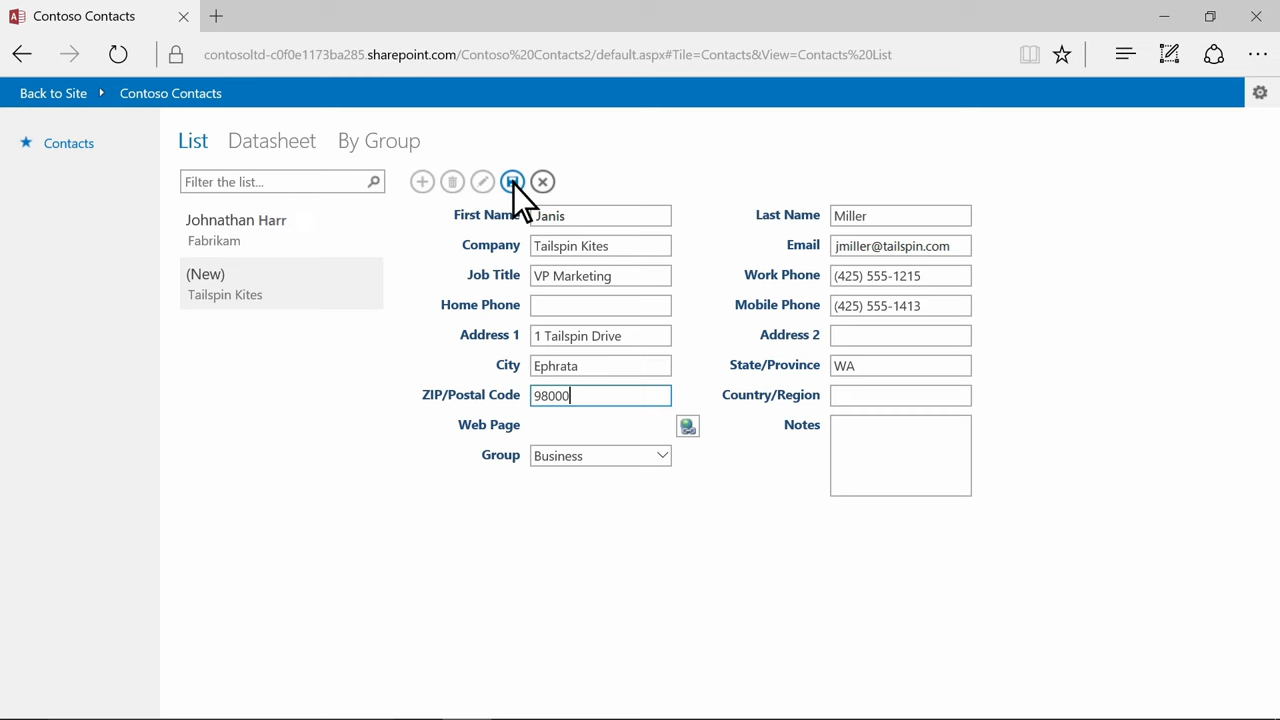 Contoso Contacts
contosoltd-c0f0e1173ba285.sharepoint.com/Contoso%20Contacts2/default.aspx#Tile=Contacts&View=Contacts%20List
Back to Site Contoso Contacts
Contacts
List Datasheet By Group
Filter the list...
Johnathan Harr
Fabrikam
(New)
Tailspin Kites
First Name Janis Last Name Miller
Company Tailspin Kites Email jmiller@tailspin.com
Job Title VP Marketing Work Phone (425) 555-1215
Home Phone Mobile Phone (425) 555-1413
Address 1 1 Tailspin Drive Address 2
City Ephrata State/Province WA
ZIP/Postal Code 98000 Country/Region
Web Page Notes
Group Business